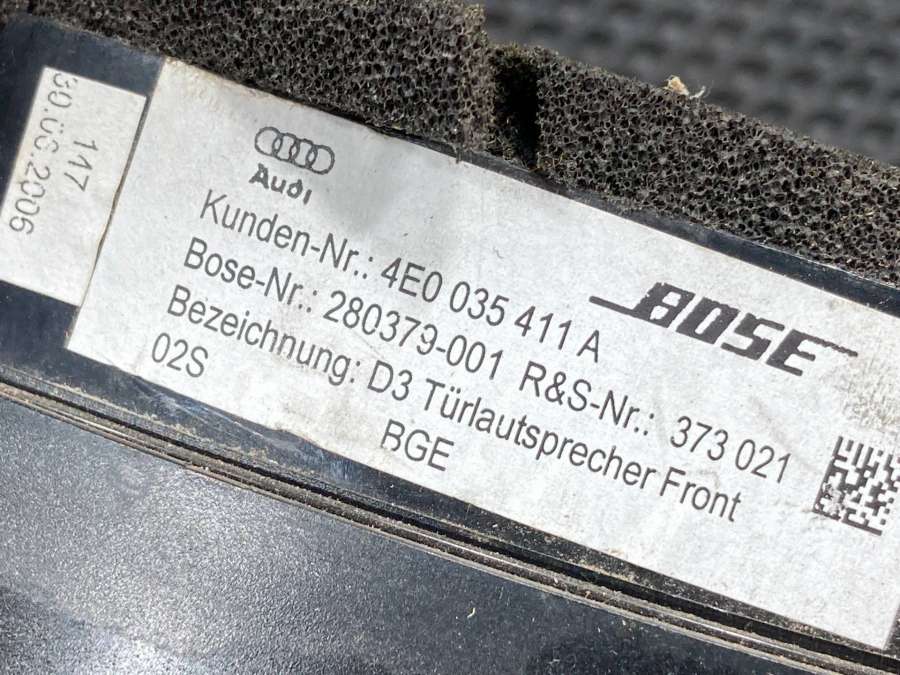 147
30.06.2006
Audi
Kunden-Nr.: 4E0 035 411 A
BOSE
Bose-Nr.: 280379-001 R&S-Nr.: 373 021
Bezeichnung: D3 Türlautsprecher Front
02S BGE